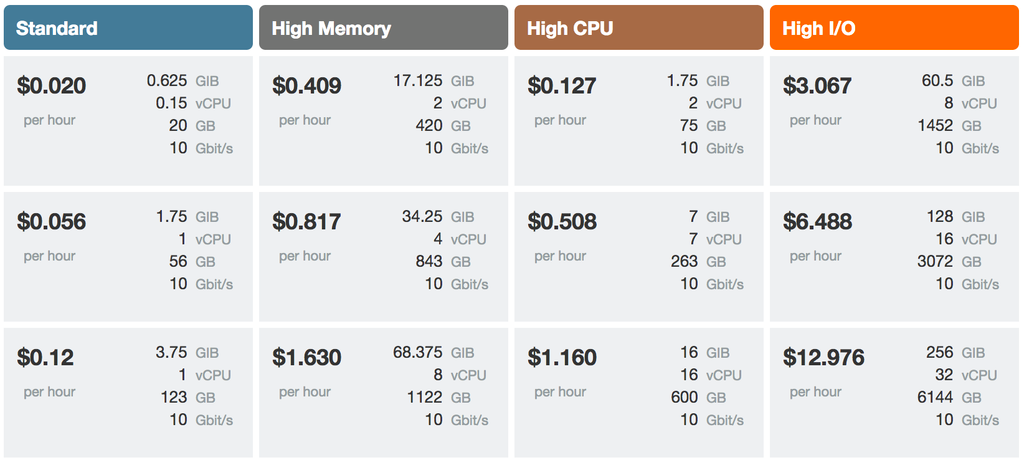 Standard
High Memory
High CPU
High I/O
$0.020
per hour
0.625 GIB
0.15 vCPU
20 GB
10 Gbit/s
$0.409
per hour
17.125 GIB
2 vCPU
420 GB
10 Gbit/s
$0.127
per hour
1.75 GIB
2 vCPU
75 GB
10 Gbit/s
$3.067
per hour
60.5 GIB
8 vCPU
1452 GB
10 Gbit/s
$0.056
per hour
1.75 GIB
1 vCPU
56 GB
10 Gbit/s
$0.817
per hour
34.25 GIB
4 vCPU
843 GB
10 Gbit/s
$0.508
per hour
7 GIB
7 vCPU
263 GB
10 Gbit/s
$6.488
per hour
128 GIB
16 vCPU
3072 GB
10 Gbit/s
$0.12
per hour
3.75 GIB
1 vCPU
123 GB
10 Gbit/s
$1.630
per hour
68.375 GIB
8 vCPU
1122 GB
10 Gbit/s
$1.160
per hour
16 GIB
16 vCPU
600 GB
10 Gbit/s
$12.976
per hour
256 GIB
32 vCPU
6144 GB
10 Gbit/s